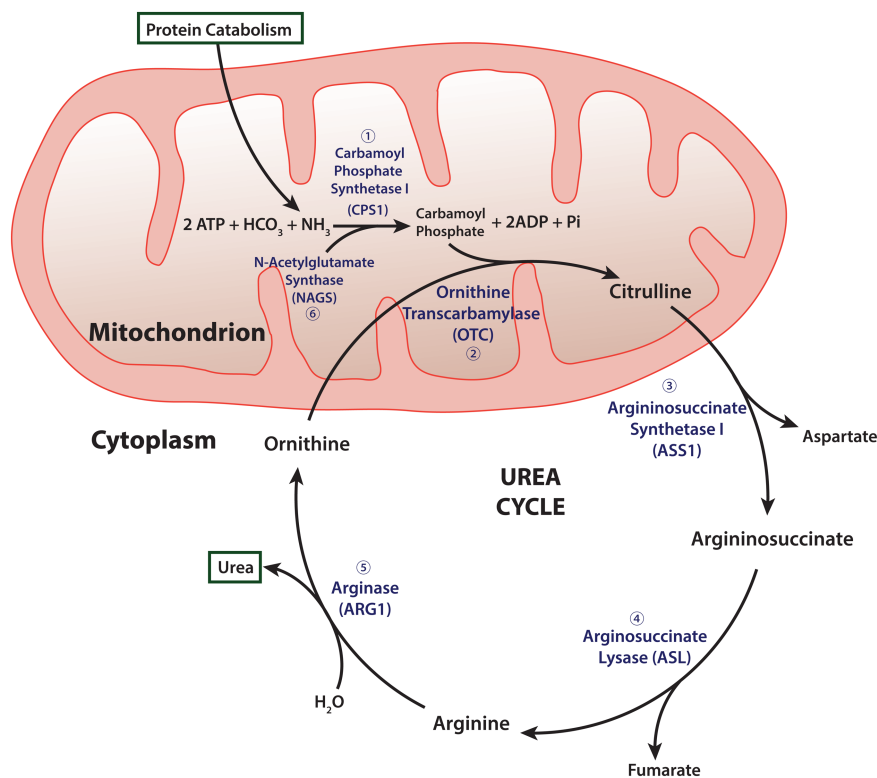 Protein Catabolism
①
Carbamoyl
Phosphate
Synthetase I
(CPS1)
2 ATP + HCO₃ + NH₃
Carbamoyl
Phosphate
+ 2ADP + Pi
N-Acetylglutamate
Synthase
(NAGS)
⑥
Ornithine
Transcarbamylase
(OTC)
②
Citrulline
Mitochondrion
③
Argininosuccinate
Synthetase I
(ASS1)
Aspartate
Cytoplasm
Ornithine
UREA
CYCLE
Argininosuccinate
Urea
⑤
Arginase
(ARG1)
④
Arginosuccinate
Lysase (ASL)
H₂O
Arginine
Fumarate